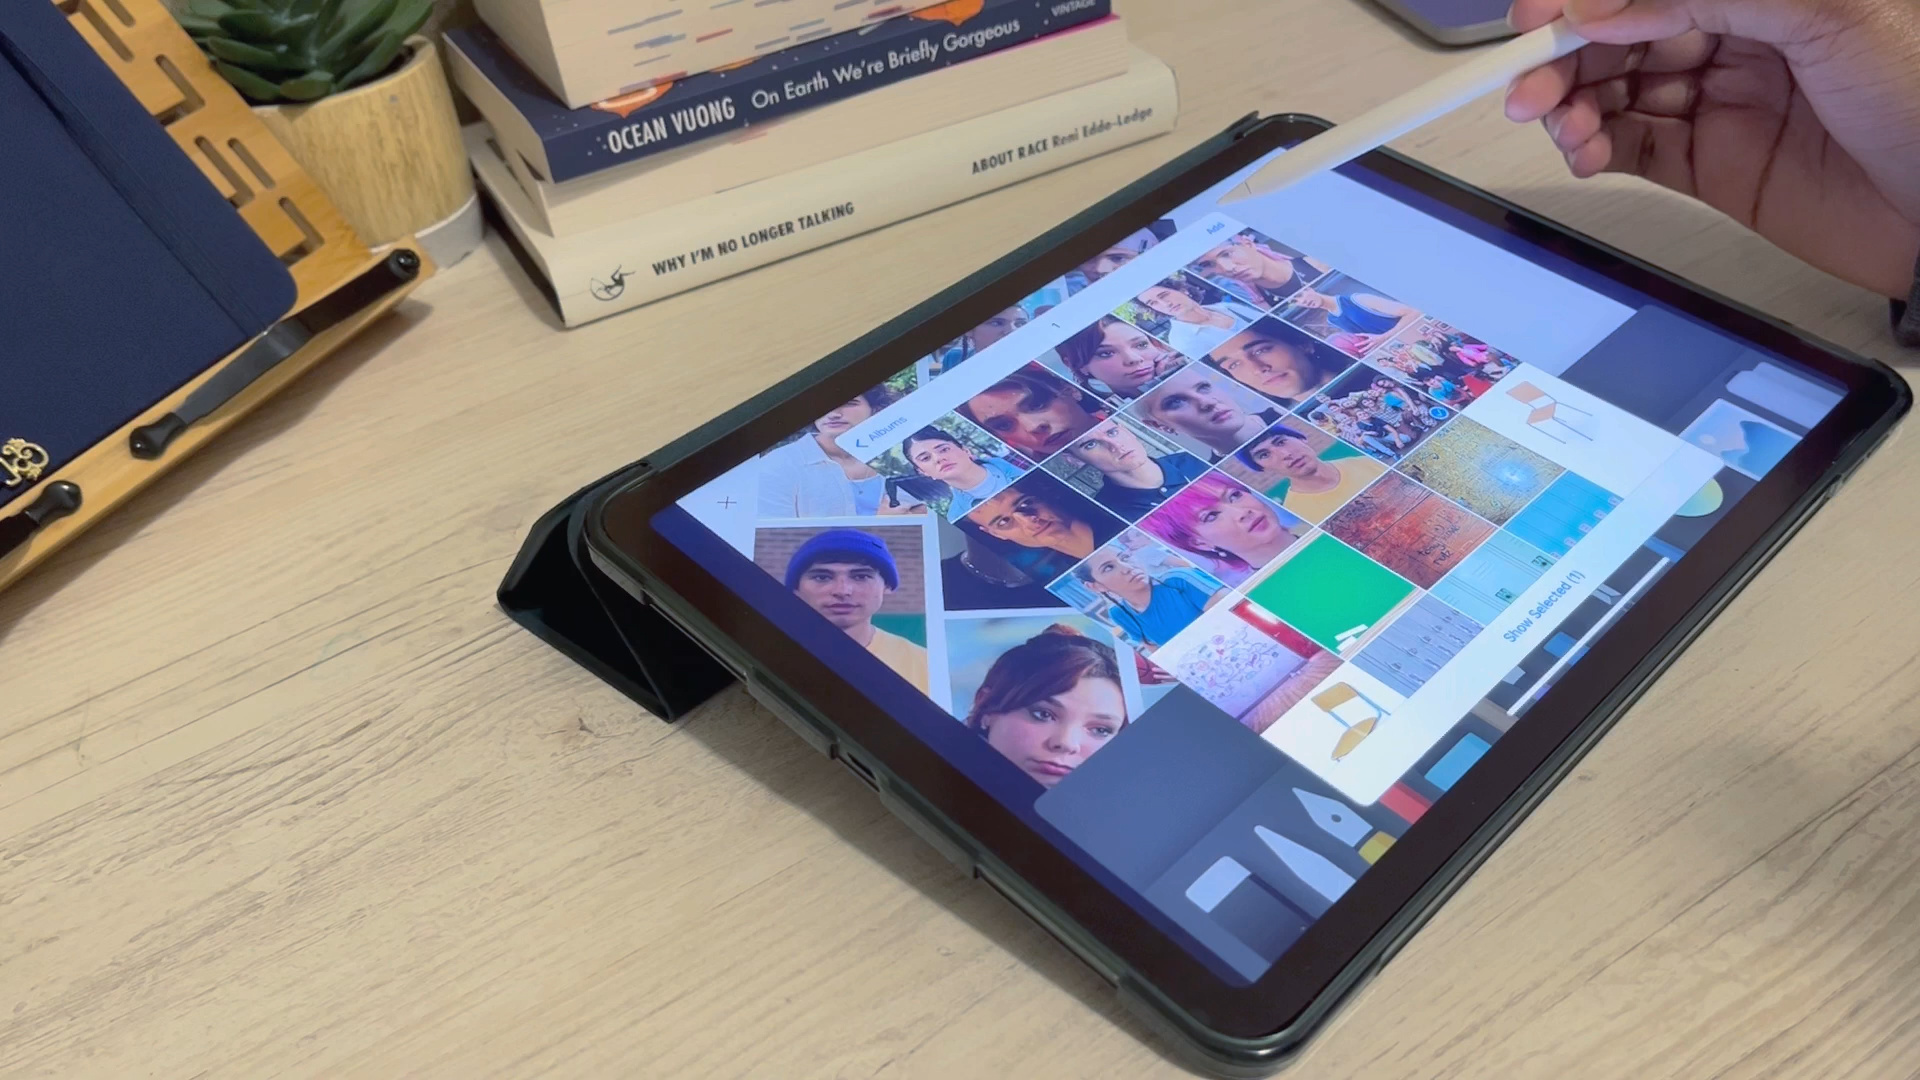 VINTAGE
OCEAN VUONG On Earth We're Briefly Gorgeous
WHY I'M NO LONGER TALKING ABOUT RACE Reni Eddo-Lodge
Add
1
Albums
Show Selected (1)